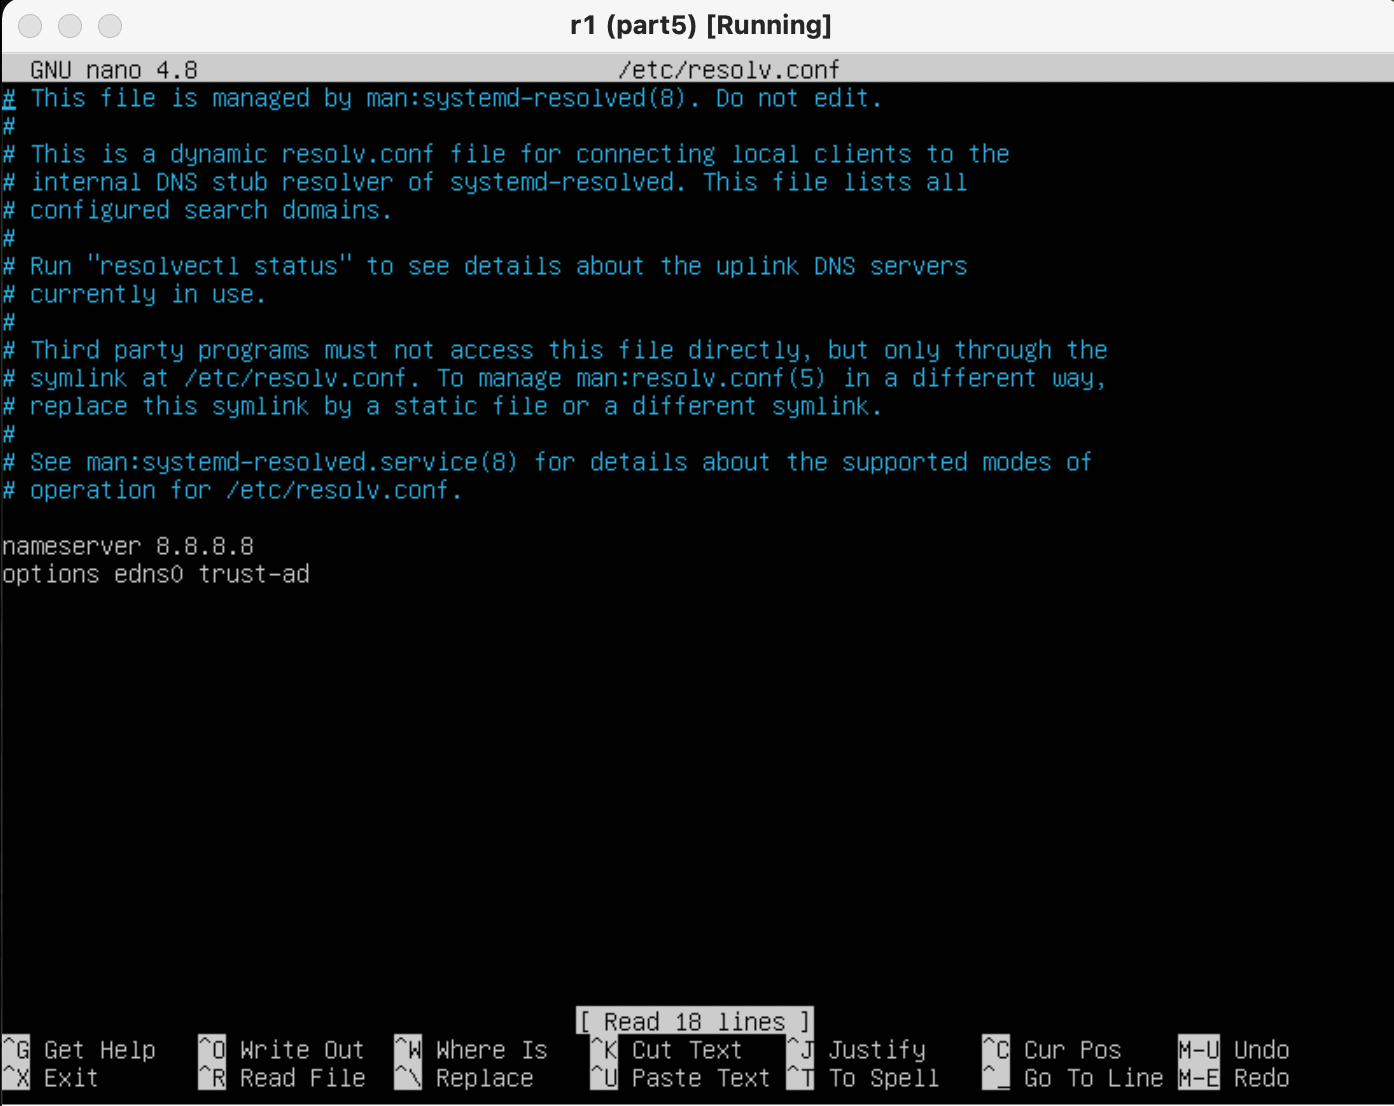 r1 (part5) [Running]
GNU nano 4.8 /etc/resolv.conf
# This file is managed by man:systemd-resolved(8). Do not edit.
#
# This is a dynamic resolv.conf file for connecting local clients to the
# internal DNS stub resolver of systemd-resolved. This file lists all
# configured search domains.
#
# Run "resolvectl status" to see details about the uplink DNS servers
# currently in use.
#
# Third party programs must not access this file directly, but only through the
# symlink at /etc/resolv.conf. To manage man:resolv.conf(5) in a different way,
# replace this symlink by a static file or a different symlink.
#
# See man:systemd-resolved.service(8) for details about the supported modes of
# operation for /etc/resolv.conf.
nameserver 8.8.8.8
options edns0 trust-ad
[ Read 18 lines ]
^G Get Help ^O Write Out ^W Where Is ^K Cut Text ^J Justify ^C Cur Pos M-U Undo
^X Exit ^R Read File ^\ Replace ^U Paste Text ^T To Spell ^_ Go To Line M-E Redo